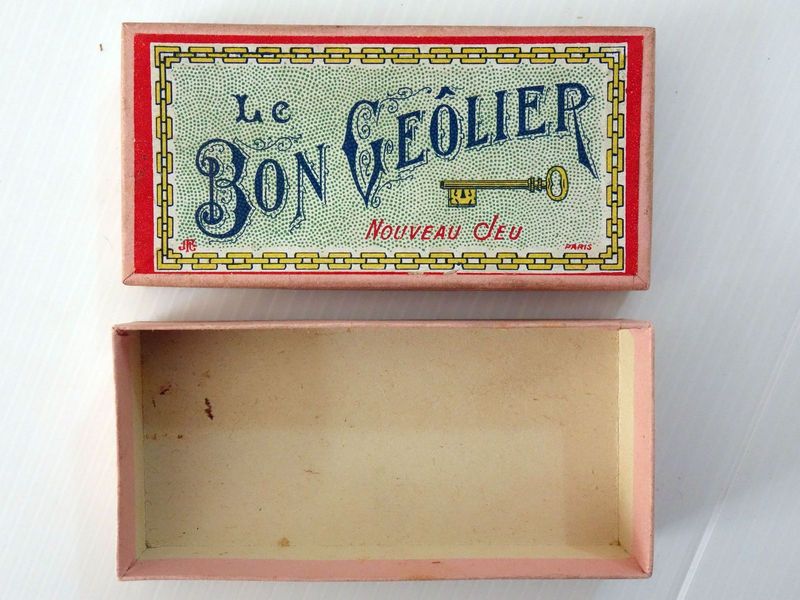 Le
BON GEÔLIER
NOUVEAU JEU
PARIS